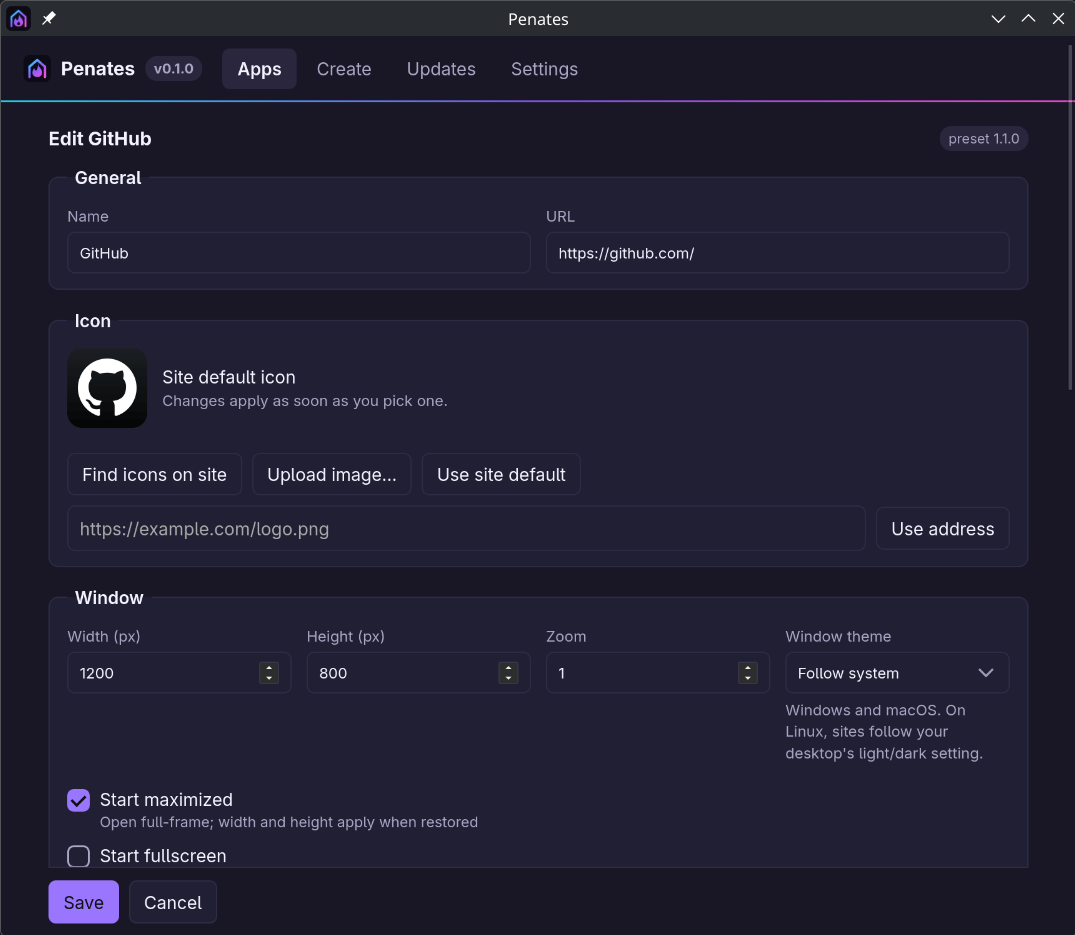 Penates
Penates v0.1.0 Apps Create Updates Settings
Edit GitHub preset 1.1.0
General
Name URL
GitHub https://github.com/
Icon
Site default icon
Changes apply as soon as you pick one.
Find icons on site Upload image... Use site default
https://example.com/logo.png Use address
Window
Width (px) Height (px) Zoom Window theme
1200 800 1 Follow system
Windows and macOS. On
Linux, sites follow your
desktop's light/dark setting.
Start maximized
Open full-frame; width and height apply when restored
Start fullscreen
Save Cancel